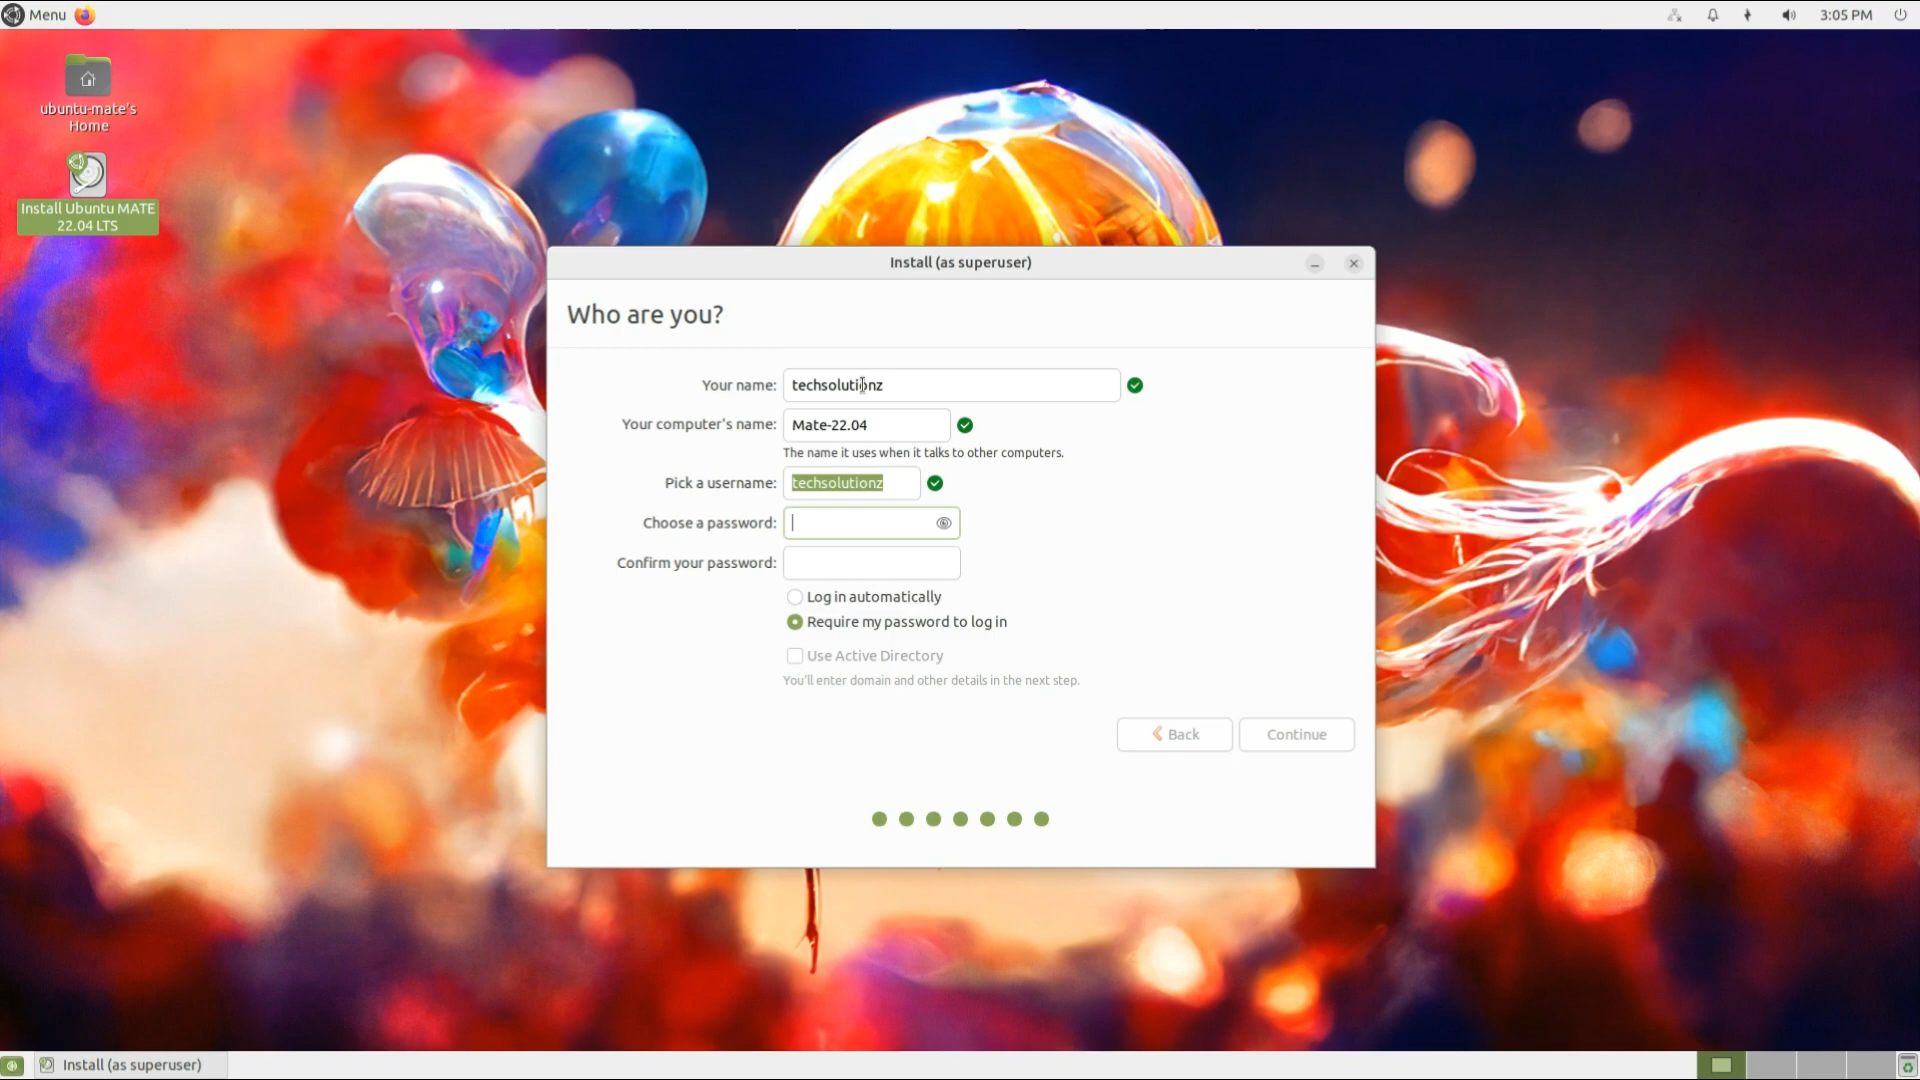 Menu
3:05 PM
ubuntu-mate's
Home
Install Ubuntu MATE
22.04 LTS
Install (as superuser)
Who are you?
Your name: techsolutionz
Your computer's name: Mate-22.04
The name it uses when it talks to other computers.
Pick a username: techsolutionz
Choose a password:
Confirm your password:
Log in automatically
Require my password to log in
Use Active Directory
You'll enter domain and other details in the next step.
Back Continue
Install (as superuser)